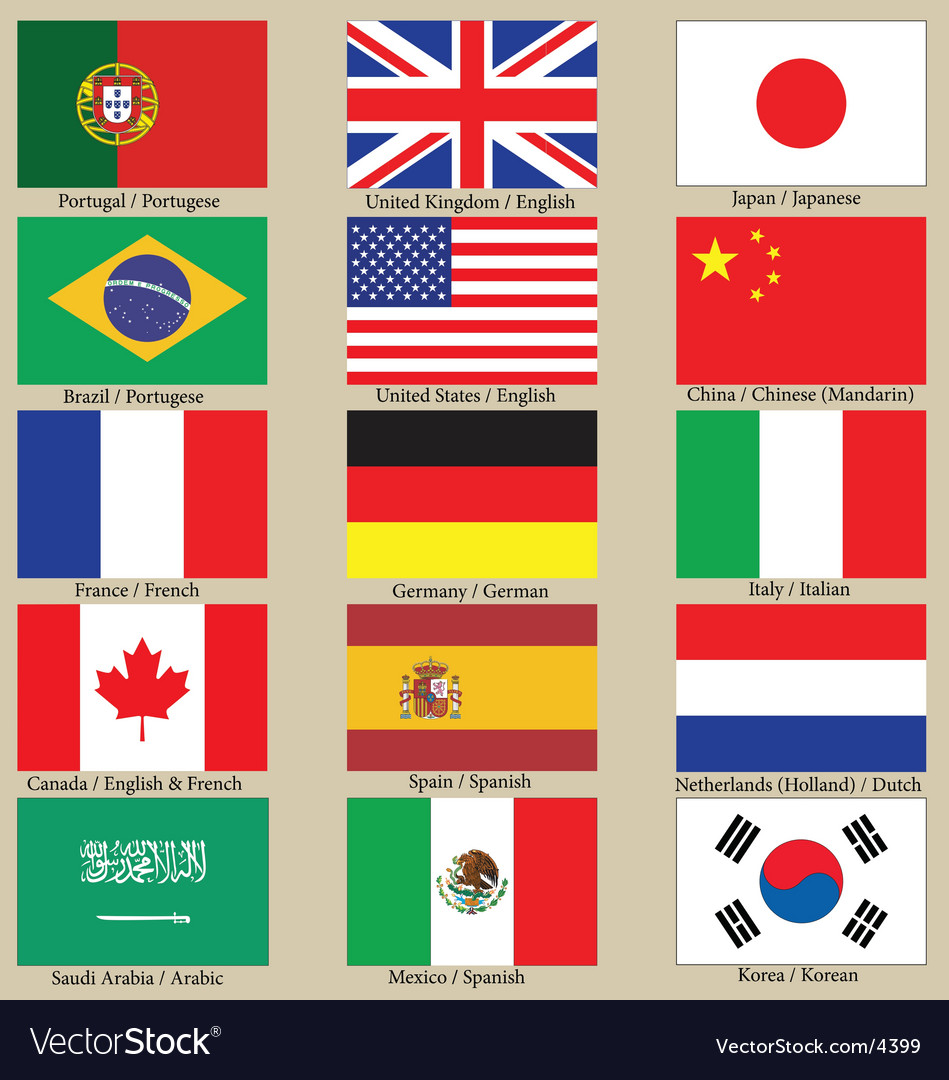 Portugal / Portugese
United Kingdom / English
Japan / Japanese
ORDEM E PROGRESSO
Brazil / Portugese
United States / English
China / Chinese (Mandarin)
France / French
Germany / German
Italy / Italian
Canada / English & French
Spain / Spanish
Netherlands (Holland) / Dutch
لا إله إلا الله محمد رسول الله
Saudi Arabia / Arabic
Mexico / Spanish
Korea / Korean
VectorStock®
VectorStock.com/4399